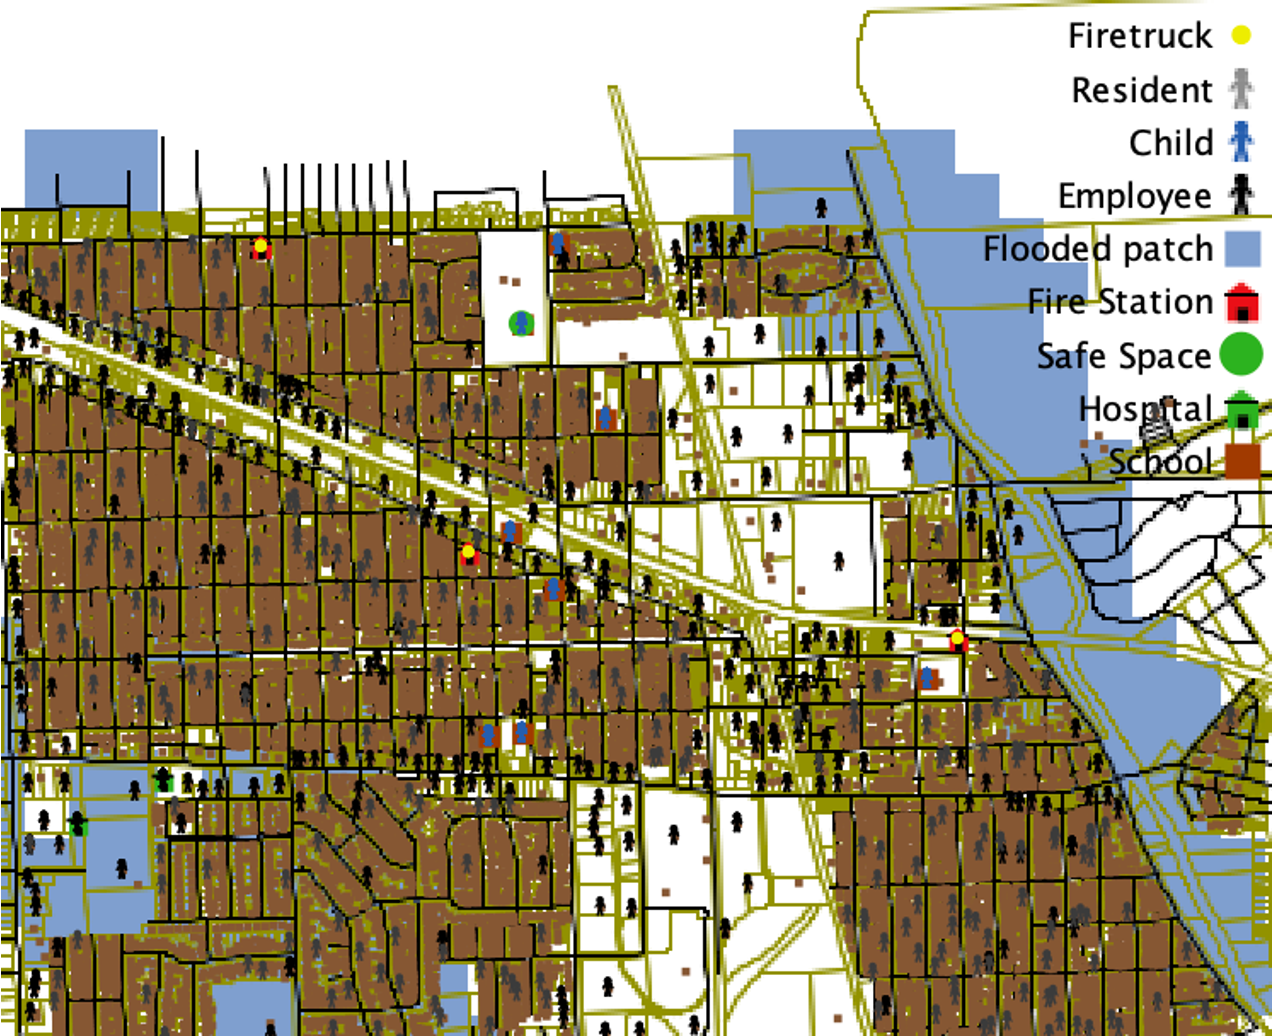 Firetruck
Resident
Child
Employee
Flooded patch
Fire Station
Safe Space
Hospital
School